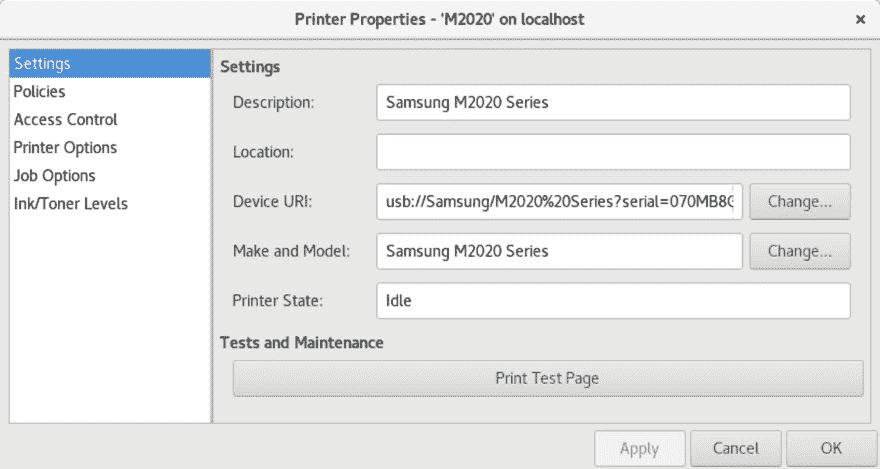 Printer Properties - 'M2020' on localhost ×
Settings
Policies
Access Control
Printer Options
Job Options
Ink/Toner Levels
Settings
Description: Samsung M2020 Series
Location:
Device URI: usb://Samsung/M2020%20Series?serial=070MB8 Change...
Make and Model: Samsung M2020 Series Change...
Printer State: Idle
Tests and Maintenance
Print Test Page
Apply Cancel OK